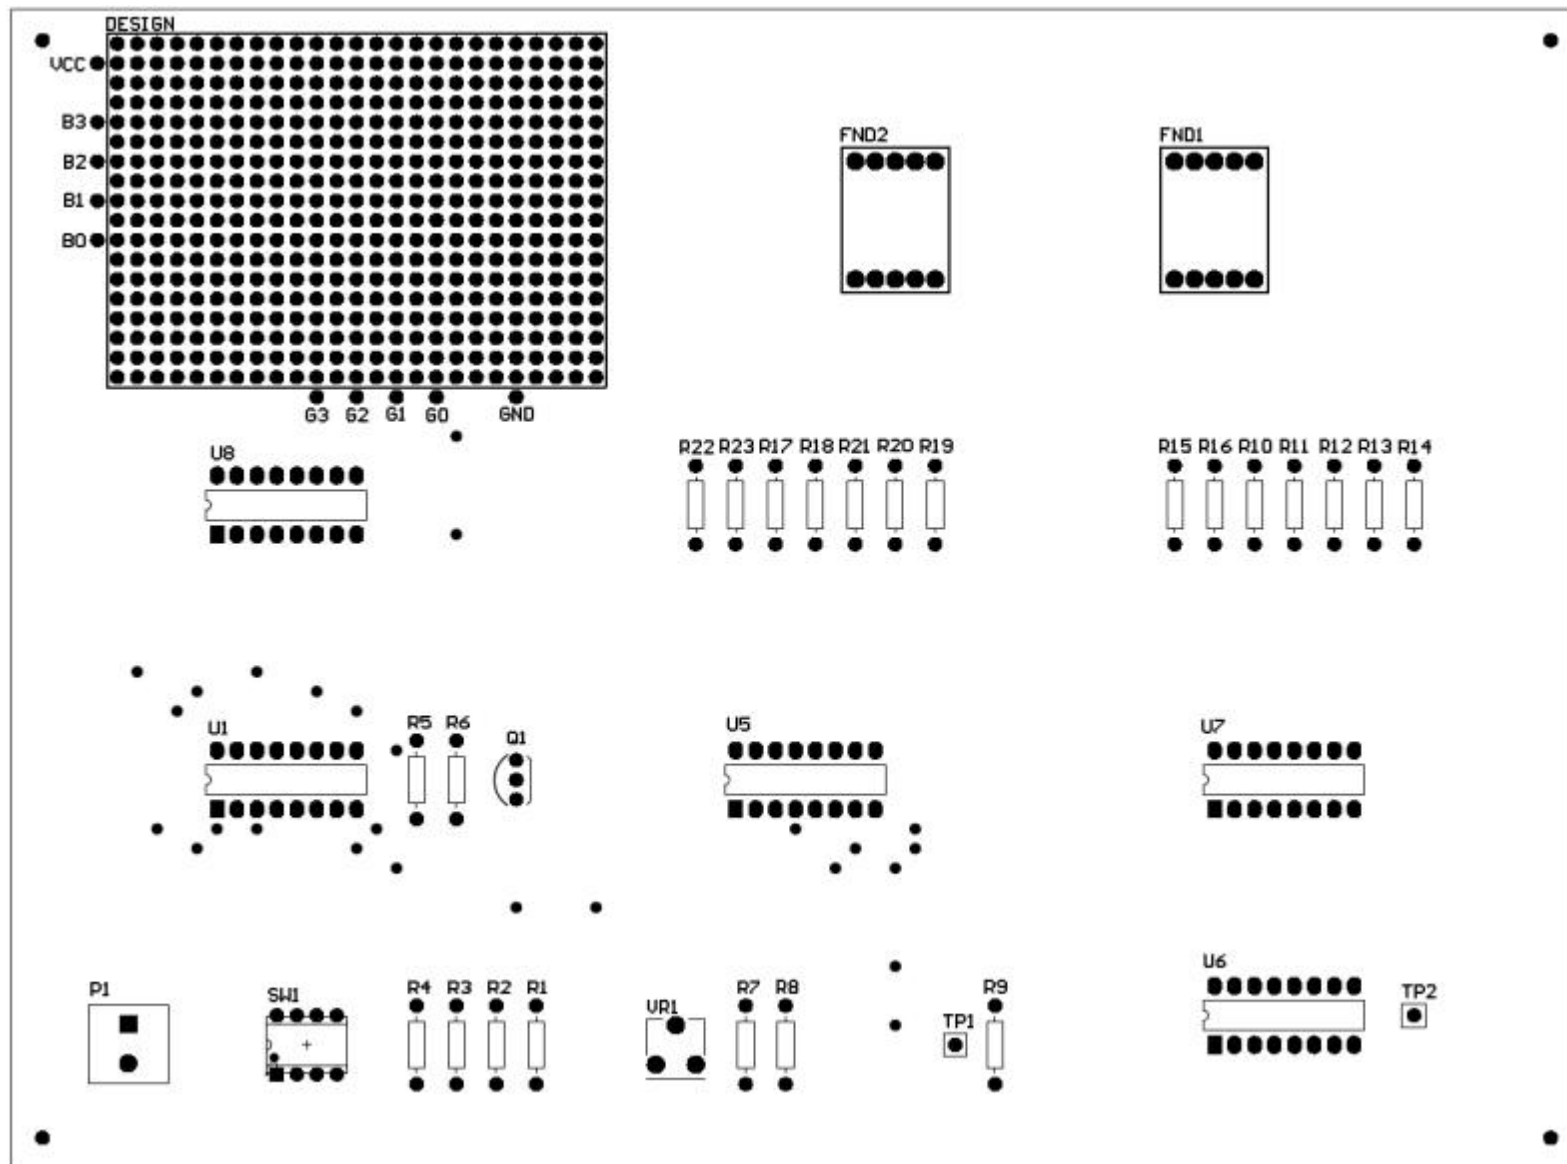 DESIGN
VCC
B3
B2
B1
B0
FND2 FND1
G3 G2 G1 G0 GND
U8
R22 R23 R17 R18 R21 R20 R19
R15 R16 R10 R11 R12 R13 R14
U1 R5 R6 Q1 U5 U7
P1 SW1 R4 R3 R2 R1 VR1 R7 R8 TP1 R9 U6 TP2